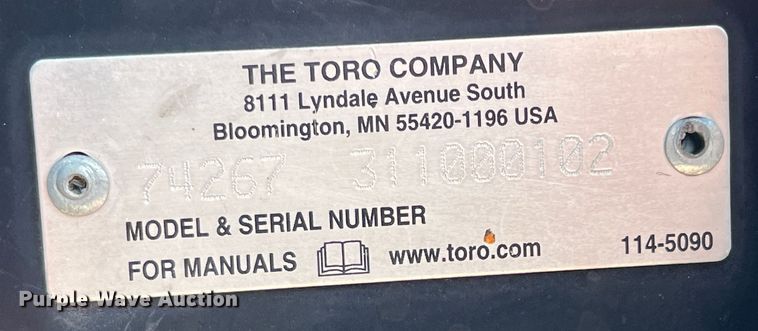 THE TORO COMPANY
8111 Lyndale Avenue South
Bloomington, MN 55420-1196 USA
74267 311000102
MODEL & SERIAL NUMBER
FOR MANUALS www.toro.com 114-5090
Purple Wave Auction